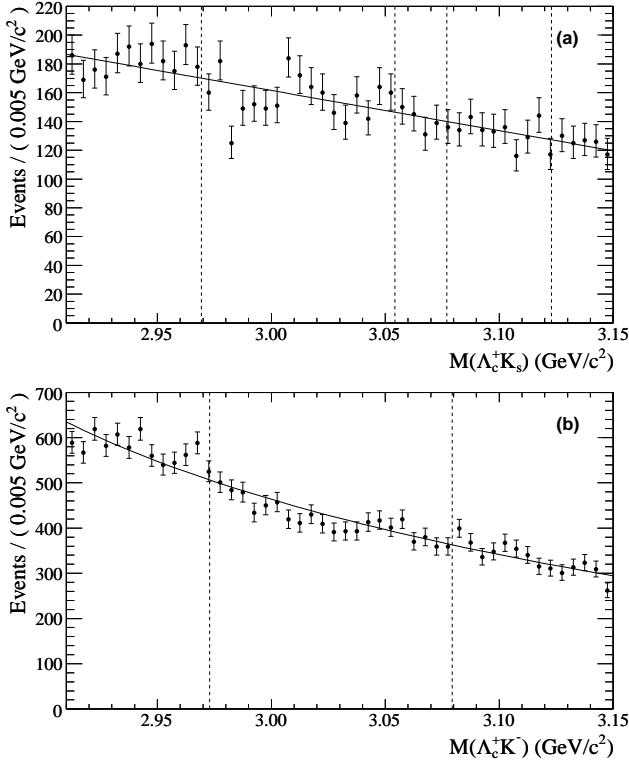 220
200
180
160
140
120
100
80
60
40
20
0
Events / ( 0.005 GeV/c²)
(a)
2.95 3.00 3.05 3.10 3.15
M(Λc⁺Ks) (GeV/c²)
700
600
500
400
300
200
100
0
Events / ( 0.005 GeV/c²)
(b)
2.95 3.00 3.05 3.10 3.15
M(Λc⁺K⁻) (GeV/c²)